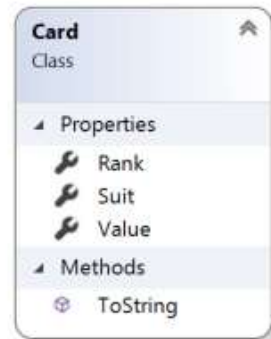 Card
Class
Properties
Rank
Suit
Value
Methods
ToString